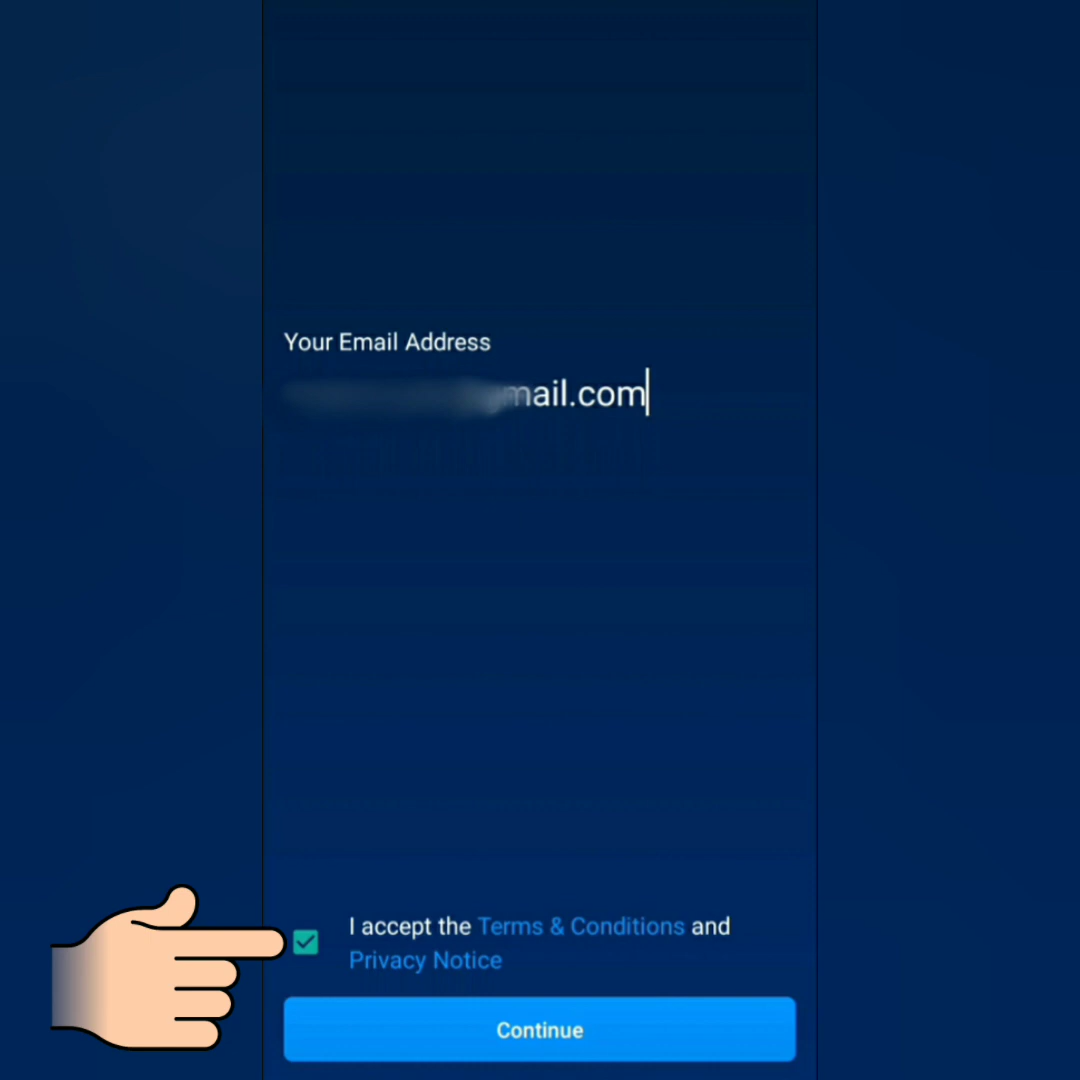 Your Email Address
mail.com
I accept the Terms & Conditions and
Privacy Notice
Continue